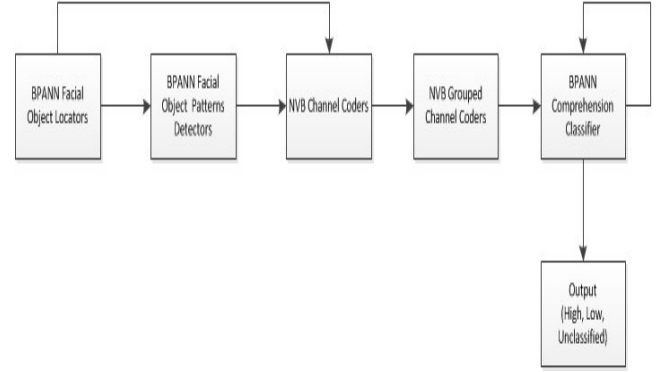 BPANN Facial
Object Locators
BPANN Facial
Object Patterns
Detectors
NVB Channel Coders
NVB Grouped
Channel Coders
BPANN
Comprehension
Classifier
Output
(High, Low,
Unclassified)